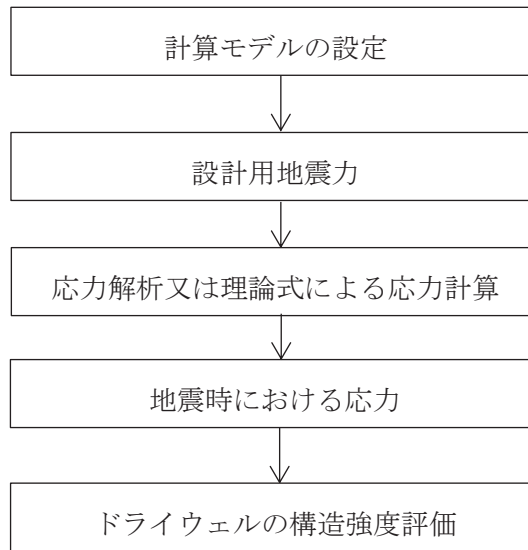 計算モデルの設定
設計用地震力
応力解析又は理論式による応力計算
地震時における応力
ドライウェルの構造強度評価